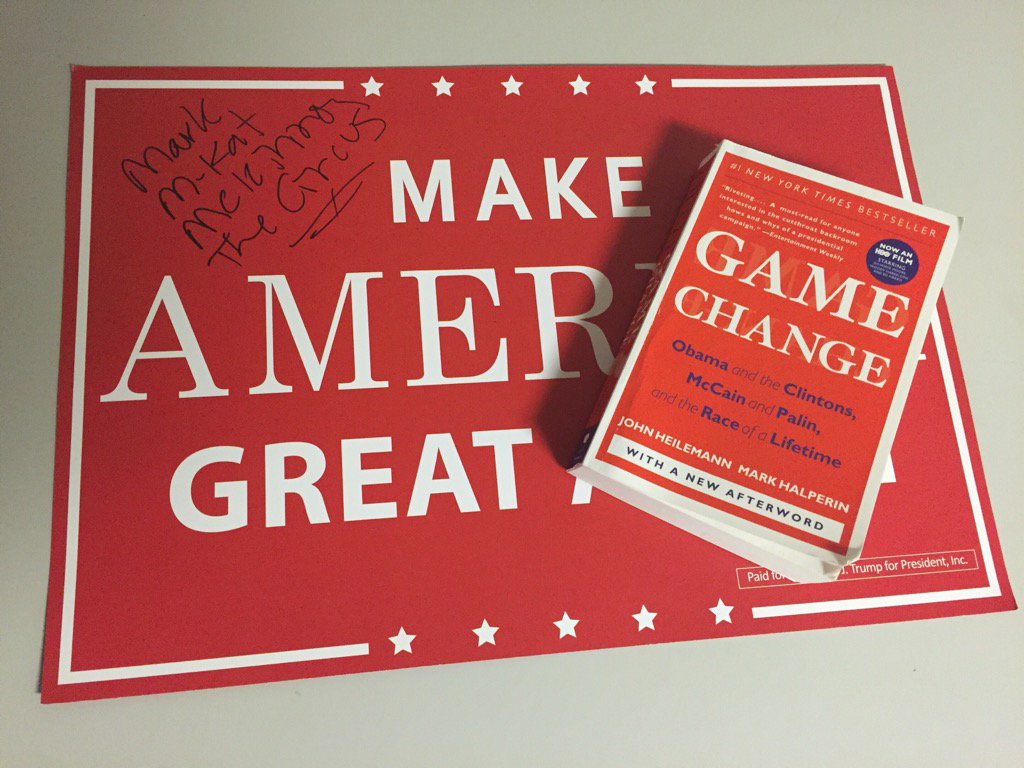 Mark
M-Kat
McKinnon
The Circus
MAKE
AMER
GREAT A
Paid for
. Trump for President, Inc.
#1 NEW YORK TIMES BESTSELLER
"Riveting.... A must-read for anyone
interested in the cutthroat backroom
hows and whys of a presidential
campaign." —Entertainment Weekly
NOW AN
HBO FILM
STARRING
GAME
CHANGE
Obama and the Clintons,
McCain and Palin,
and the Race of a Lifetime
JOHN HEILEMANN MARK HALPERIN
WITH A NEW AFTERWORD